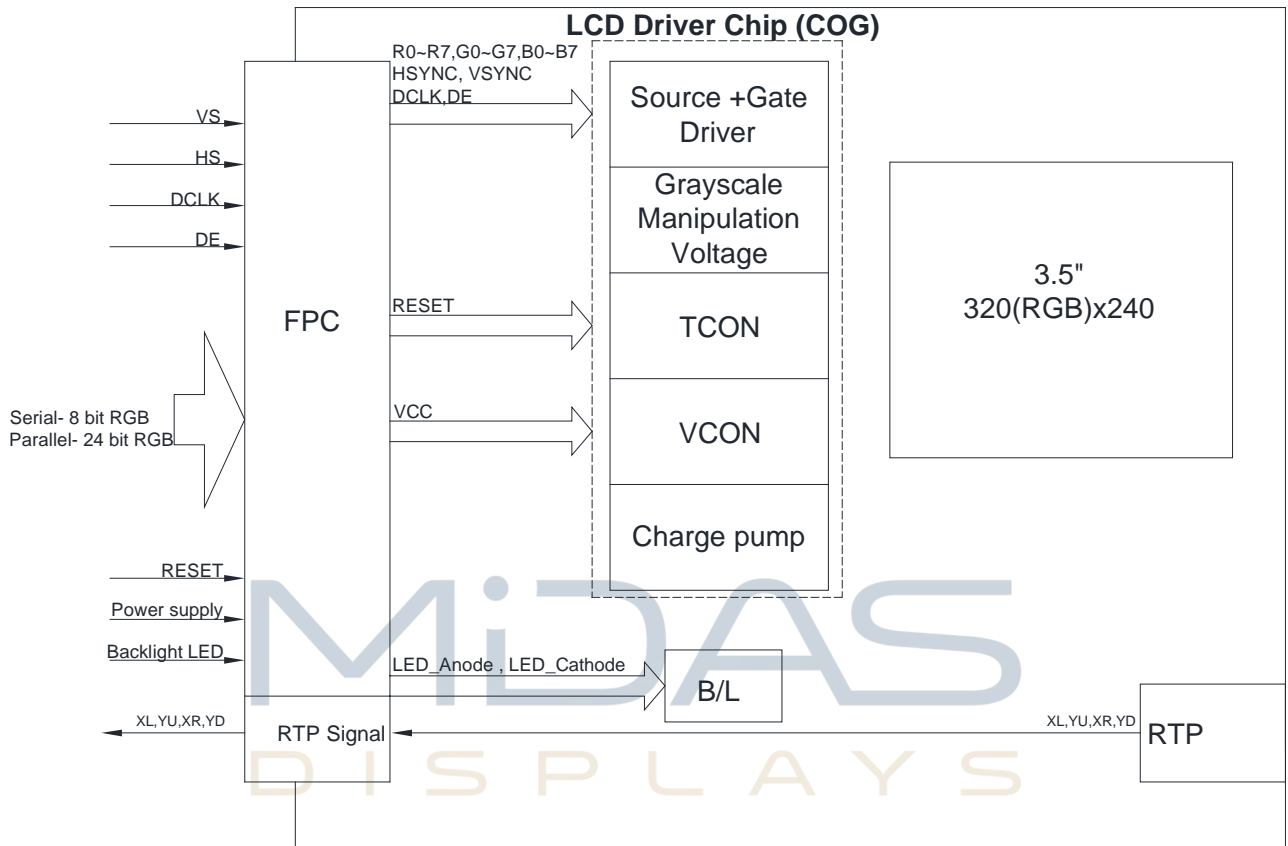 LCD Driver Chip (COG)
R0~R7,G0~G7,B0~B7
HSYNC, VSYNC
DCLK,DE
VS
HS
DCLK
DE
Source +Gate
Driver
Grayscale
Manipulation
Voltage
3.5"
320(RGB)x240
FPC
RESET
TCON
VCC
VCON
Serial- 8 bit RGB
Parallel- 24 bit RGB
Charge pump
RESET
Power supply
Backlight LED
LED_Anode , LED_Cathode
B/L
XL,YU,XR,YD
RTP Signal
XL,YU,XR,YD
RTP
MiDAS
DISPLAYS